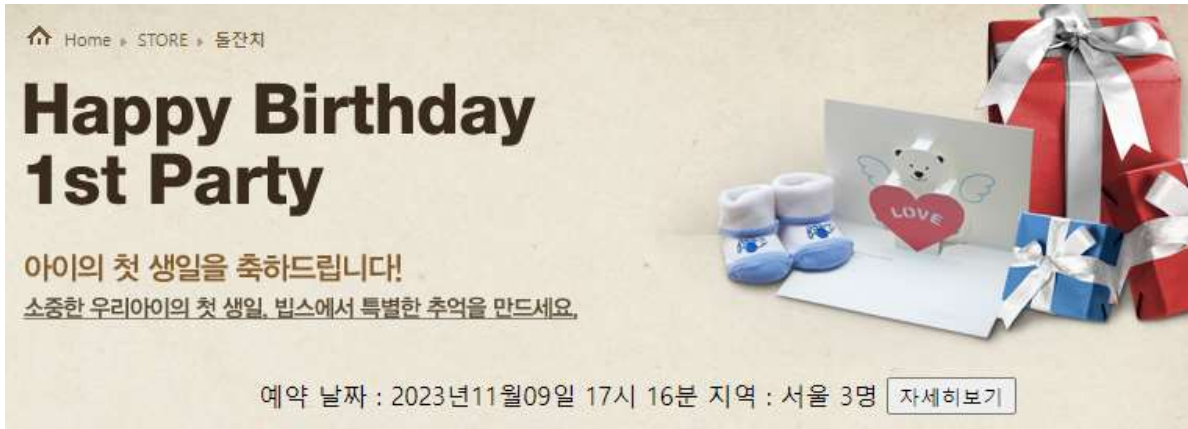 Home » STORE » 돌잔치
Happy Birthday
1st Party
LOVE
아이의 첫 생일을 축하드립니다!
소중한 우리아이의 첫 생일, 빕스에서 특별한 추억을 만드세요.
예약 날짜 : 2023년11월09일 17시 16분 지역 : 서울 3명 자세히보기